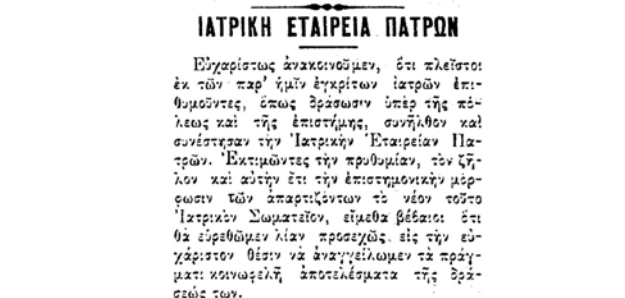 ΙΑΤΡΙΚΗ ΕΤΑΙΡΕΙΑ ΠΑΤΡΩΝ
Εὐχαρίστως ἀνακοινοῦμεν, ὅτι πλεῖστοι
ἐκ τῶν παρ' ἡμῖν ἐγκρίτων ἰατρῶν ἐπι-
θυμοῦντες, ὅπως δράσωσιν ὑπὲρ τῆς πό-
λεως καὶ τῆς ἐπιστήμης, συνῆλθον καὶ
συνέστησαν τὴν Ἰατρικὴν Ἑταιρείαν Πα-
τρῶν. Ἐκτιμῶντες τὴν πρυθυμίαν, τὸν ζῆ-
λον καὶ αὐτὴν ἔτι τὴν ἐπιστημονικὴν μόρ-
φωσιν τῶν ἀπαρτιζόντων τὸ νέον τοῦτο
Ἰατρικὸν Σωματεῖον, εἴμεθα βέβαιοι ὅτι
θὰ εὑρεθῶμεν λίαν προσεχῶς εἰς τὴν εὐ-
χάριστον θέσιν νὰ ἀναγγείλωμεν τὰ πράγ-
ματι κοινωφελῆ ἀποτελέσματα τῆς δρά-
σεώς των.